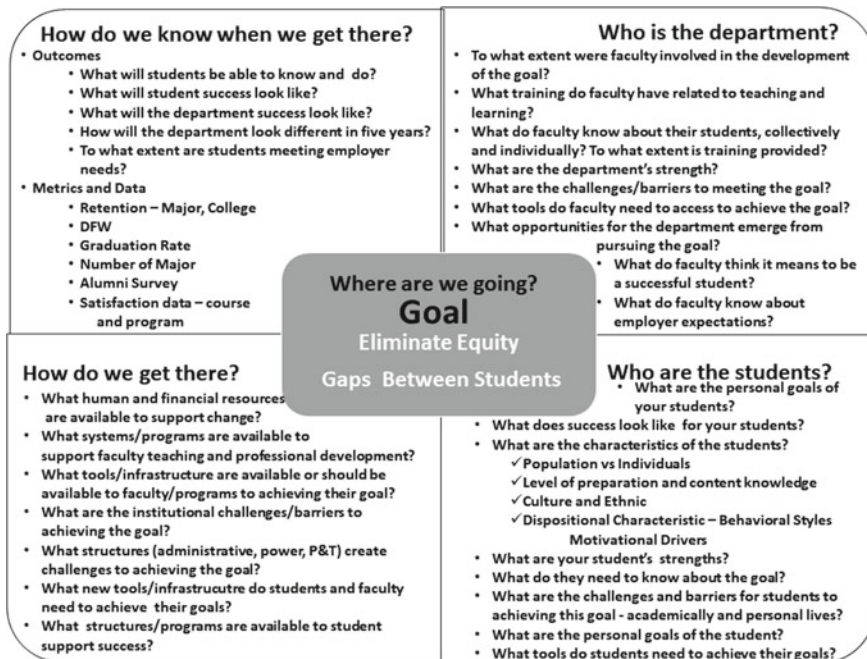 How do we know when we get there?
• Outcomes
• What will students be able to know and do?
• What will student success look like?
• What will the department success look like?
• How will the department look different in five years?
• To what extent are students meeting employer
needs?
• Metrics and Data
• Retention – Major, College
• DFW
• Graduation Rate
• Number of Major
• Alumni Survey
• Satisfaction data – course
and program
Who is the department?
• To what extent were faculty involved in the development
of the goal?
• What training do faculty have related to teaching and
learning?
• What do faculty know about their students, collectively
and individually? To what extent is training provided?
• What are the department's strength?
• What are the challenges/barriers to meeting the goal?
• What tools do faculty need to access to achieve the goal?
• What opportunities for the department emerge from
pursuing the goal?
• What do faculty think it means to be
a successful student?
• What do faculty know about
employer expectations?
Where are we going?
Goal
Eliminate Equity
Gaps Between Students
How do we get there?
• What human and financial resources
are available to support change?
• What systems/programs are available to
support faculty teaching and professional development?
• What tools/infrastructure are available or should be
available to faculty/programs to achieving their goal?
• What are the institutional challenges/barriers to
achieving the goal?
• What structures (administrative, power, P&T) create
challenges to achieving the goal?
• What new tools/infrastrucutre do students and faculty
need to achieve their goals?
• What structures/programs are available to student
support success?
Who are the students?
• What are the personal goals of
your students?
• What does success look like for your students?
• What are the characteristics of the students?
✓Population vs Individuals
✓Level of preparation and content knowledge
✓Culture and Ethnic
✓Dispositional Characteristic – Behavioral Styles
Motivational Drivers
• What are your student's strengths?
• What do they need to know about the goal?
• What are the challenges and barriers for students to
achieving this goal - academically and personal lives?
• What are the personal goals of the student?
• What tools do students need to achieve their goals?